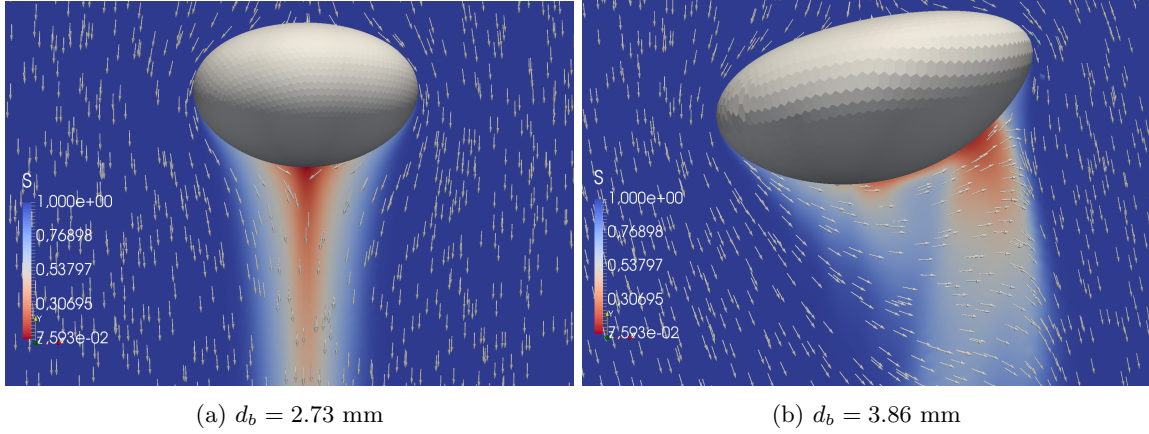 S
1.000e+00
0.76898
0.53797
0.30695
7.593e-02
Y
S
1.000e+00
0.76898
0.53797
0.30695
7.593e-02
(a) d_b = 2.73 mm
(b) d_b = 3.86 mm